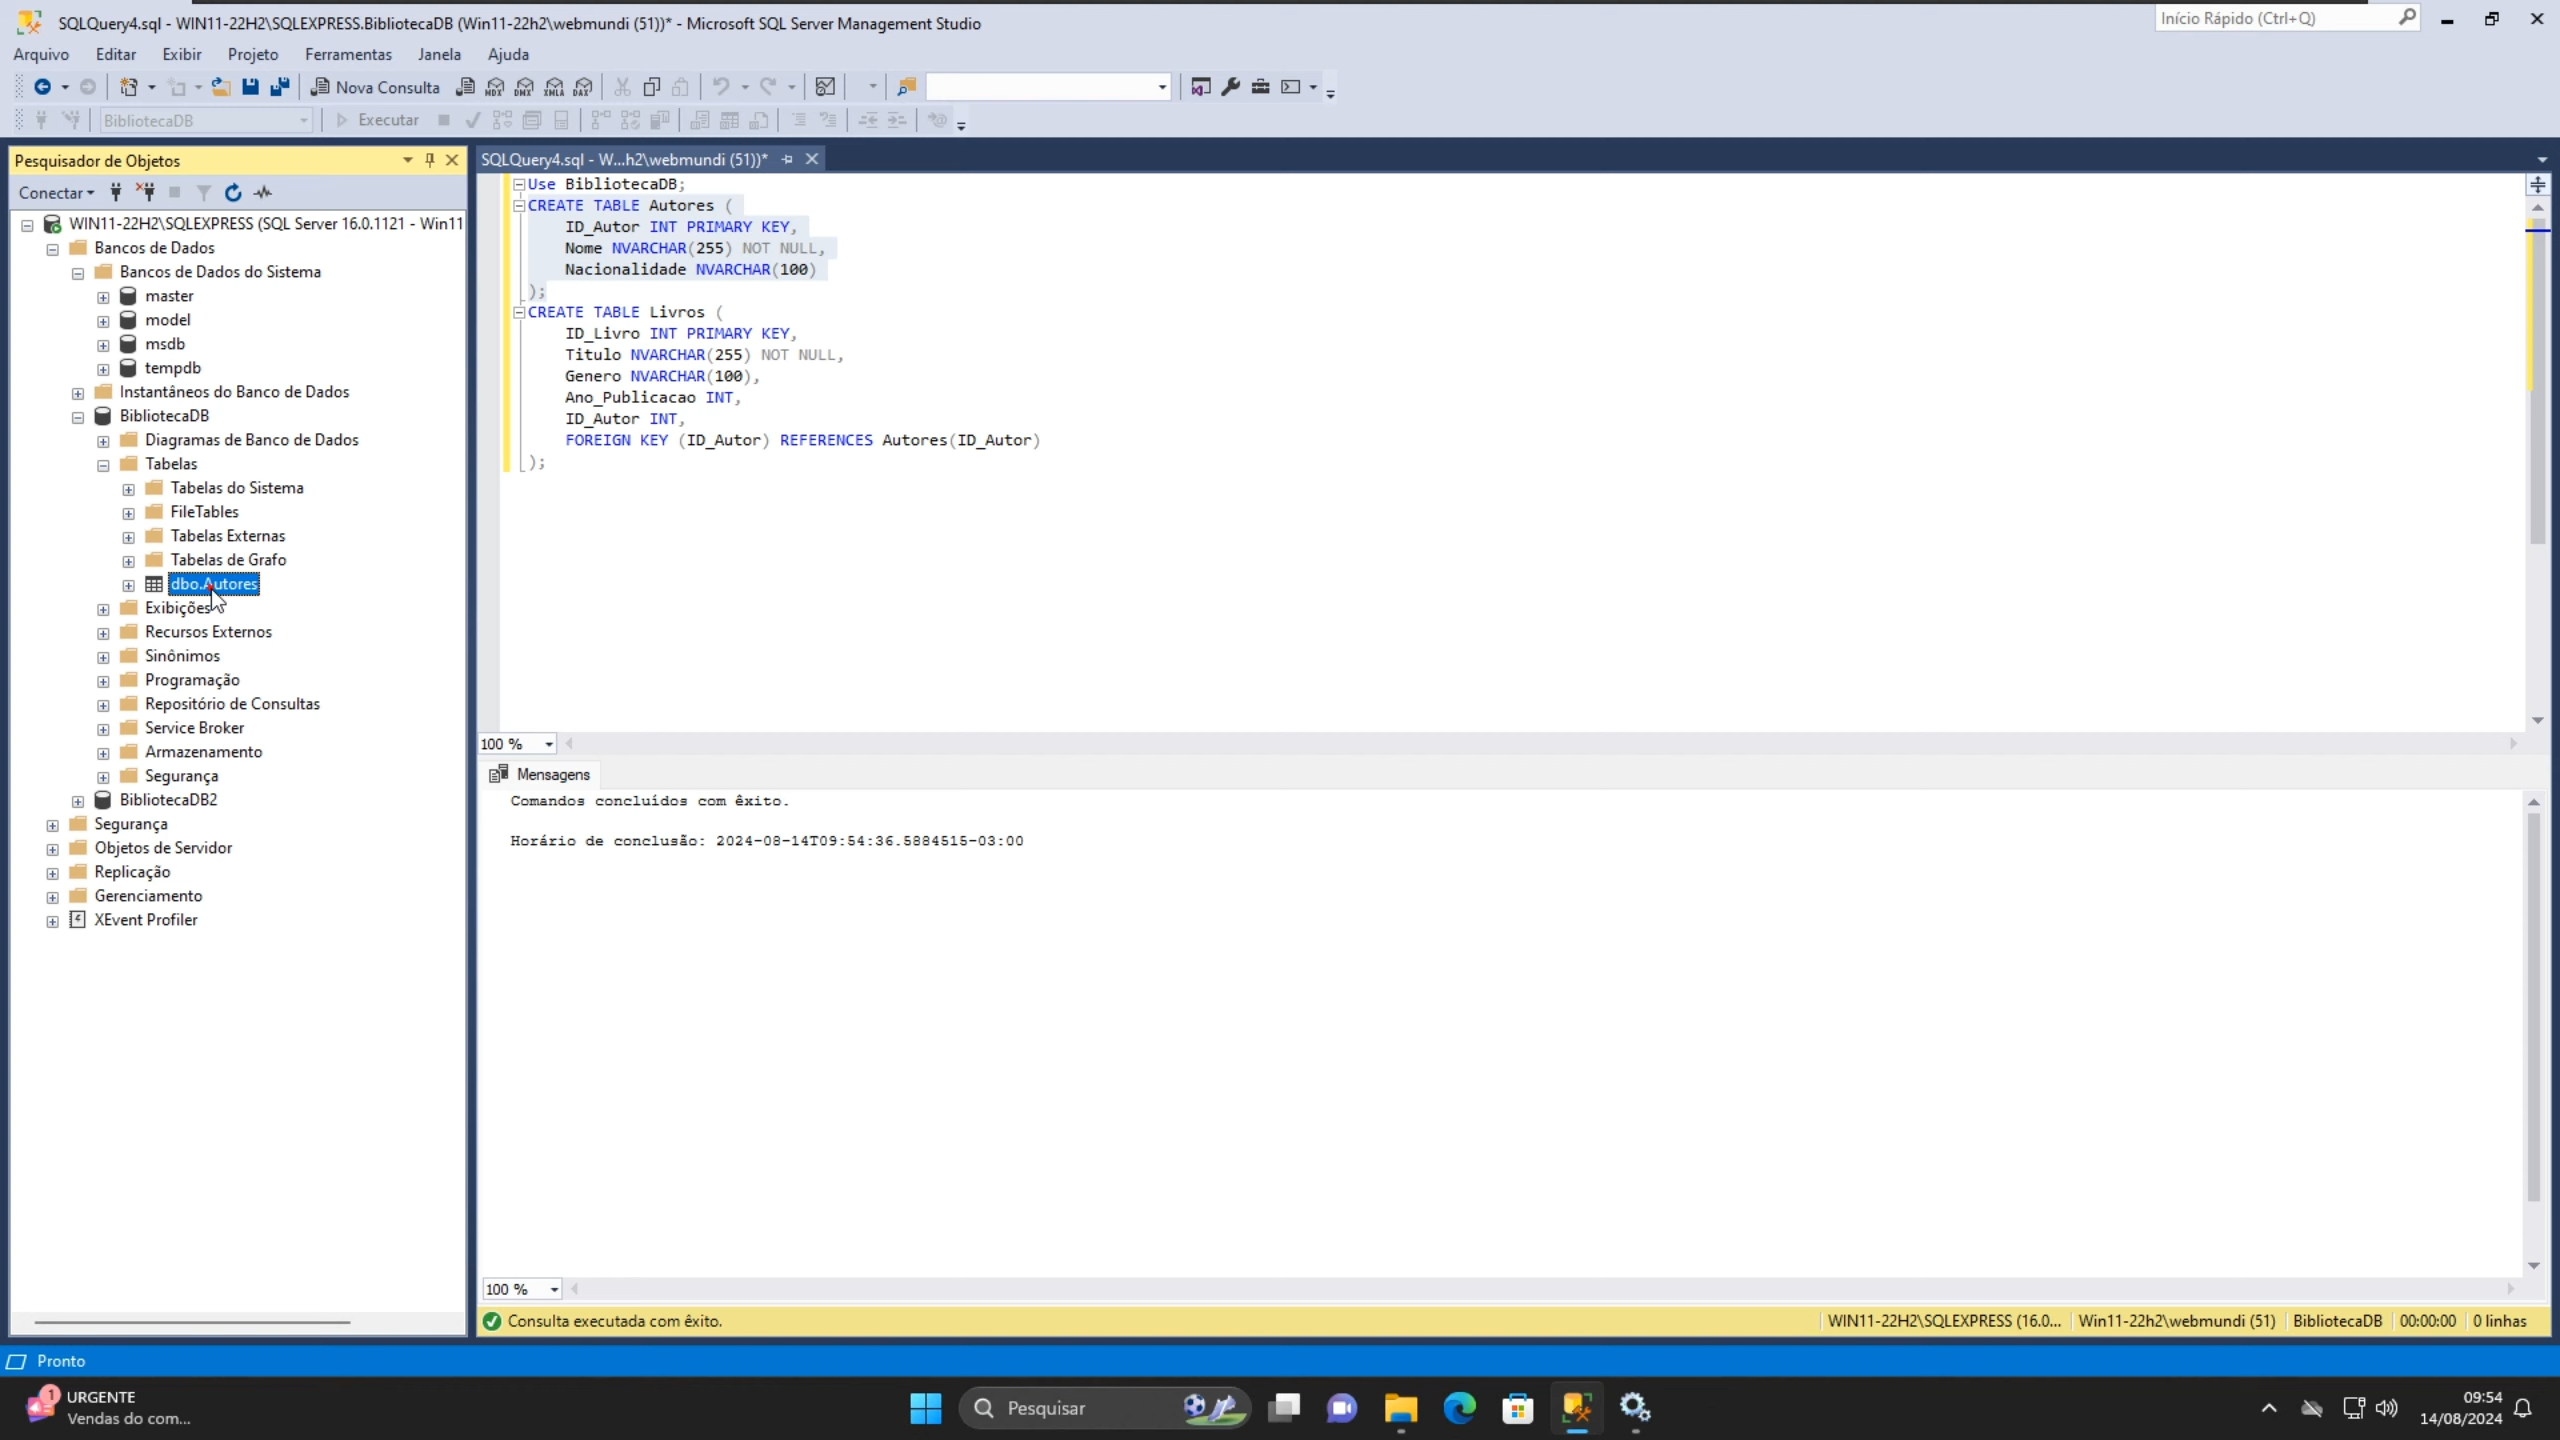 SQLQuery4.sql - WIN11-22H2\SQLEXPRESS.BibliotecaDB (Win11-22h2\webmundi (51))* - Microsoft SQL Server Management Studio
Início Rápido (Ctrl+Q)
Arquivo Editar Exibir Projeto Ferramentas Janela Ajuda
Nova Consulta MDX DMX XMLA DAX
BibliotecaDB Executar
Pesquisador de Objetos
Conectar
WIN11-22H2\SQLEXPRESS (SQL Server 16.0.1121 - Win11
Bancos de Dados
Bancos de Dados do Sistema
master
model
msdb
tempdb
Instantâneos do Banco de Dados
BibliotecaDB
Diagramas de Banco de Dados
Tabelas
Tabelas do Sistema
FileTables
Tabelas Externas
Tabelas de Grafo
dbo.Autores
Exibições
Recursos Externos
Sinônimos
Programação
Repositório de Consultas
Service Broker
Armazenamento
Segurança
BibliotecaDB2
Segurança
Objetos de Servidor
Replicação
Gerenciamento
XEvent Profiler
SQLQuery4.sql - W...h2\webmundi (51))*
Use BibliotecaDB;
CREATE TABLE Autores (
ID_Autor INT PRIMARY KEY,
Nome NVARCHAR(255) NOT NULL,
Nacionalidade NVARCHAR(100)
);
CREATE TABLE Livros (
ID_Livro INT PRIMARY KEY,
Titulo NVARCHAR(255) NOT NULL,
Genero NVARCHAR(100),
Ano_Publicacao INT,
ID_Autor INT,
FOREIGN KEY (ID_Autor) REFERENCES Autores(ID_Autor)
);
100 %
Mensagens
Comandos concluídos com êxito.
Horário de conclusão: 2024-08-14T09:54:36.5884515-03:00
100 %
Consulta executada com êxito.
WIN11-22H2\SQLEXPRESS (16.0... Win11-22h2\webmundi (51) BibliotecaDB 00:00:00 0 linhas
Pronto
1
URGENTE
Vendas do com...
Pesquisar
09:54
14/08/2024